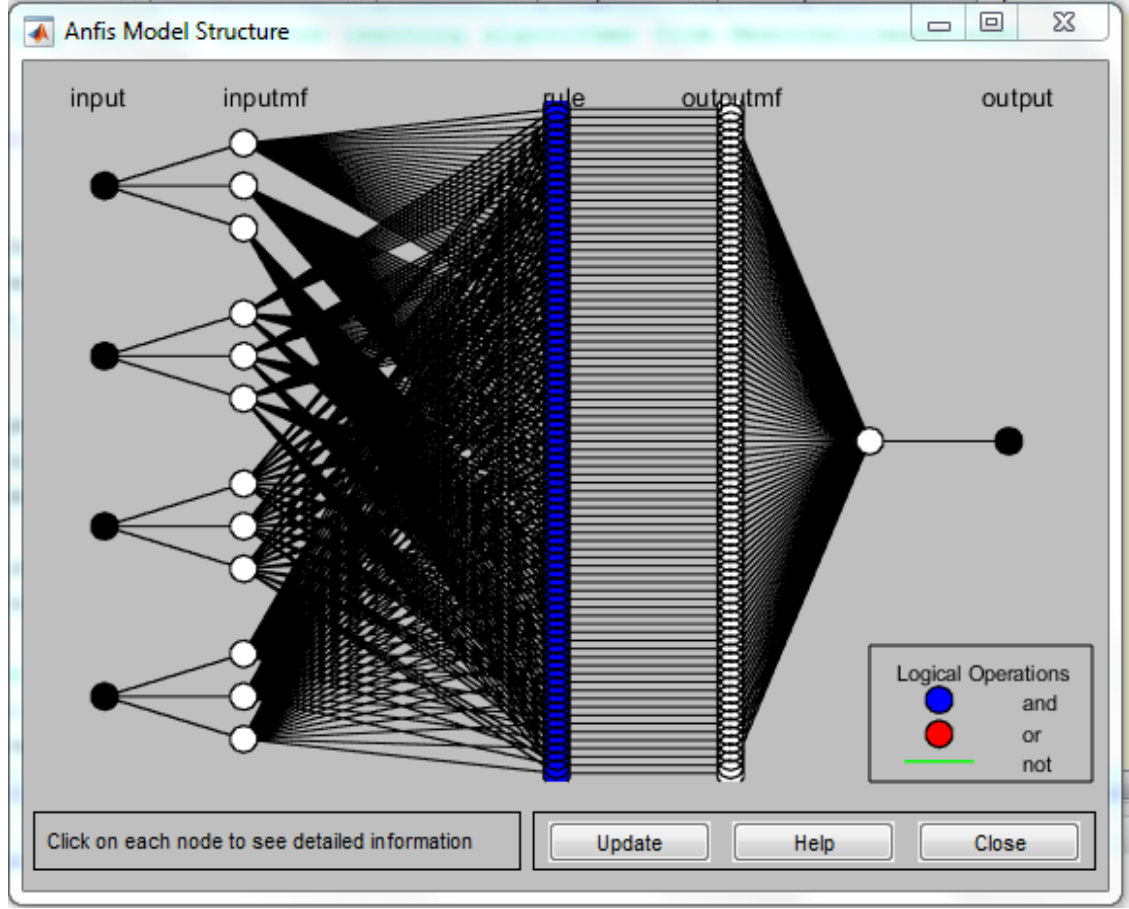 Anfis Model Structure
input inputmf rule outputmf output
Logical Operations
and
or
not
Click on each node to see detailed information
Update Help Close